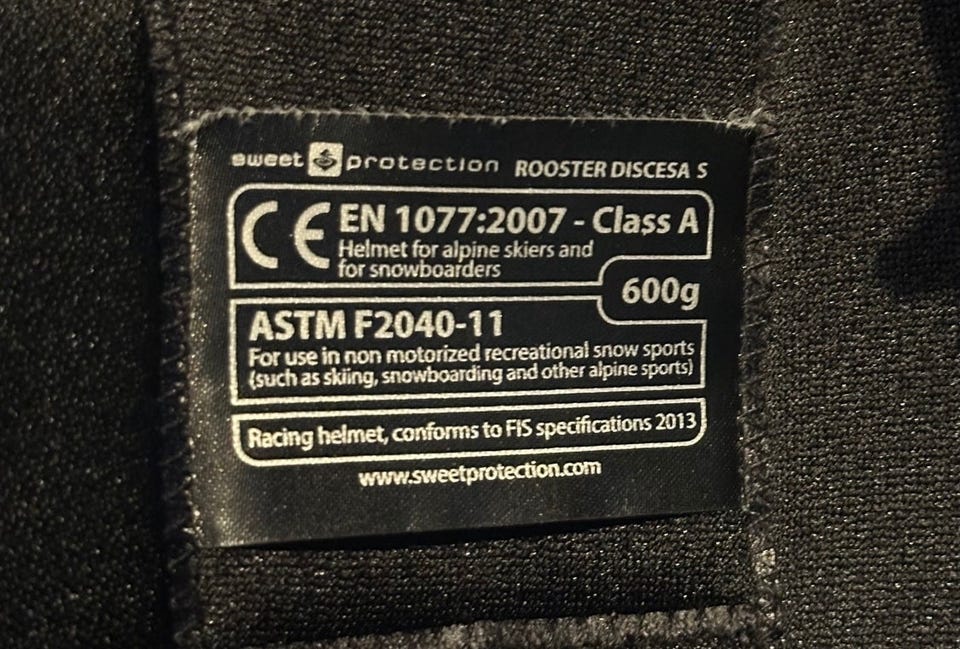 sweet protection ROOSTER DISCESA S
CE EN 1077:2007 - Class A
Helmet for alpine skiers and
for snowboarders
600g
ASTM F2040-11
For use in non motorized recreational snow sports
(such as skiing, snowboarding and other alpine sports)
Racing helmet, conforms to FIS specifications 2013
www.sweetprotection.com